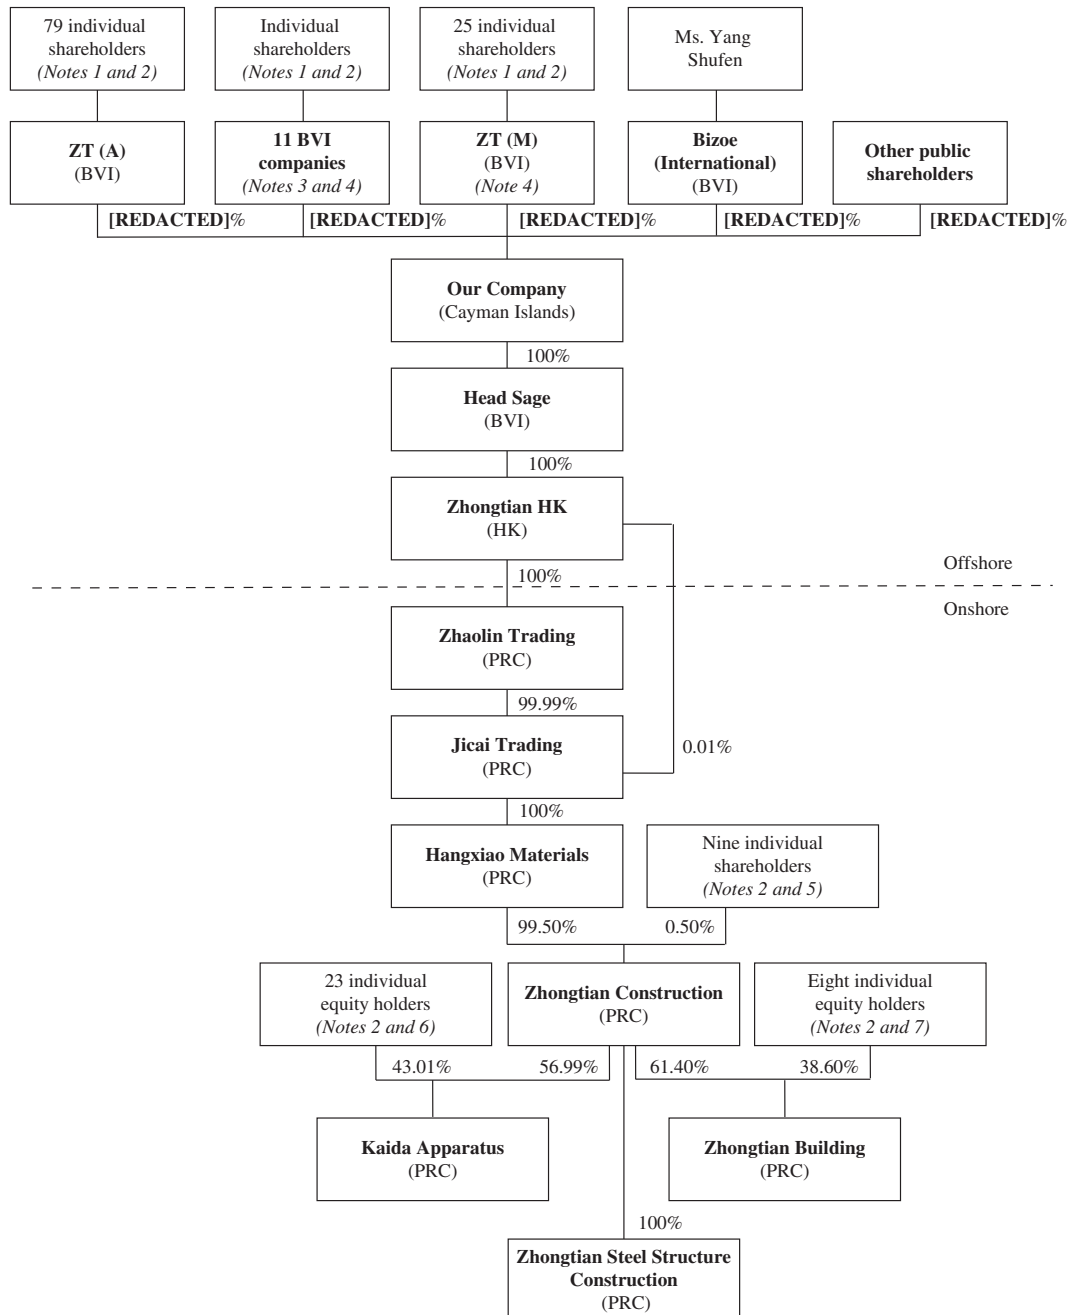 79 individual
shareholders
(Notes 1 and 2)
Individual
shareholders
(Notes 1 and 2)
25 individual
shareholders
(Notes 1 and 2)
Ms. Yang
Shufen
ZT (A)
(BVI)
11 BVI
companies
(Notes 3 and 4)
ZT (M)
(BVI)
(Note 4)
Bizoe
(International)
(BVI)
Other public
shareholders
[REDACTED]%
[REDACTED]%
[REDACTED]%
[REDACTED]%
[REDACTED]%
Our Company
(Cayman Islands)
100%
Head Sage
(BVI)
100%
Zhongtian HK
(HK)
100%
Offshore
Onshore
Zhaolin Trading
(PRC)
99.99%
Jicai Trading
(PRC)
0.01%
100%
Hangxiao Materials
(PRC)
Nine individual
shareholders
(Notes 2 and 5)
99.50%
0.50%
23 individual
equity holders
(Notes 2 and 6)
Zhongtian Construction
(PRC)
Eight individual
equity holders
(Notes 2 and 7)
43.01%
56.99%
61.40%
38.60%
Kaida Apparatus
(PRC)
Zhongtian Building
(PRC)
100%
Zhongtian Steel Structure
Construction
(PRC)